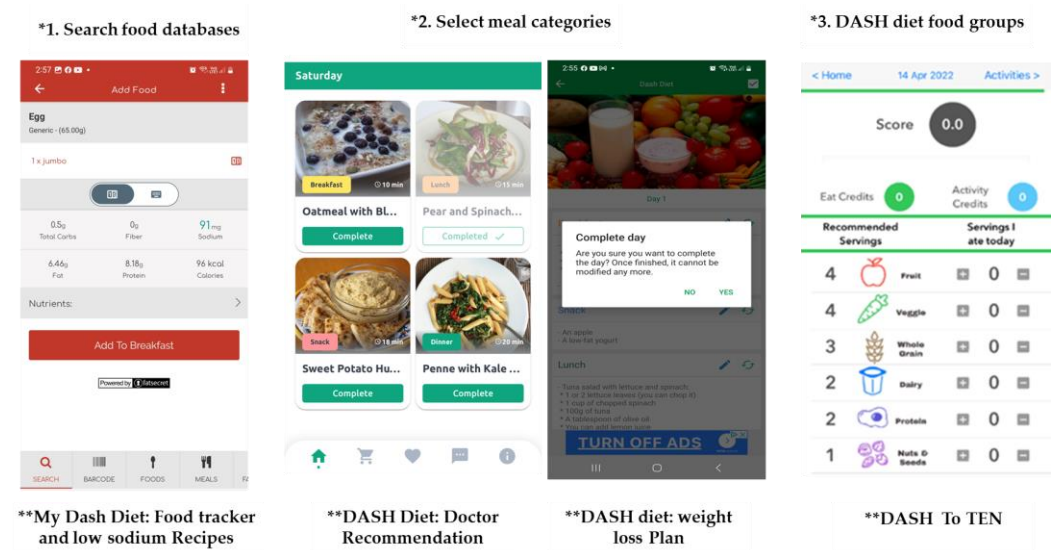 *1. Search food databases
*2. Select meal categories
*3. DASH diet food groups
2:57
Add Food
Egg
Generic - (65.00g)
1 x jumbo
0.5g
0g
91mg
Total Carbs
Fiber
Sodium
6.46g
8.18g
96 kcal
Fat
Protein
Calories
Nutrients:
Add To Breakfast
Powered by fatsecret
SEARCH
BARCODE
FOODS
MEALS
Saturday
Breakfast
10 min
Lunch
15 min
Oatmeal with Bl...
Pear and Spinach...
Complete
Completed
Snack
18 min
Dinner
20 min
Sweet Potato Hu...
Penne with Kale ...
Complete
Complete
2:55
Dash Diet
Day 1
Complete day
Are you sure you want to complete
the day? Once finished, it cannot be
modified any more.
NO
YES
Snack
- An apple
- A low-fat yogurt
Lunch
- Tuna salad with lettuce and spinach:
* 1 or 2 lettuce leaves (you can chop it)
* 1 cup of chopped spinach
* 100g of tuna
* A tablespoon of olive oil
* You can add lemon juice
TURN OFF ADS
< Home
14 Apr 2022
Activities >
Score
0.0
Eat Credits
0
Activity
Credits
0
Recommended
Servings
Servings I
ate today
4 Fruit 0
4 Veggie 0
3 Whole
Grain 0
2 Dairy 0
2 Protein 0
1 Nuts &
Seeds 0
**My Dash Diet: Food tracker
and low sodium Recipes
**DASH Diet: Doctor
Recommendation
**DASH diet: weight
loss Plan
**DASH To TEN